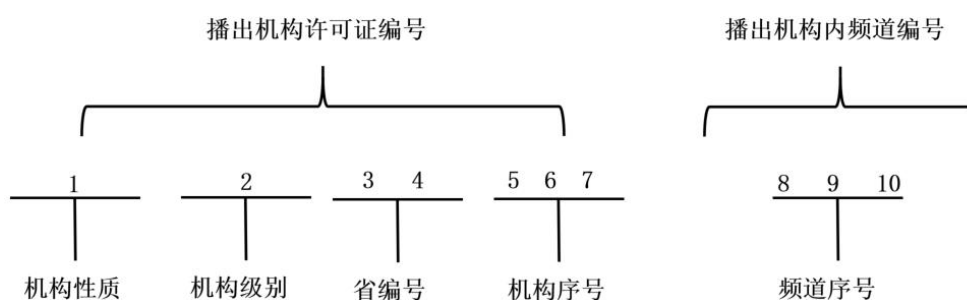 播出机构许可证编号 播出机构内频道编号
1 2 3 4 5 6 7 8 9 10
机构性质 机构级别 省编号 机构序号 频道序号